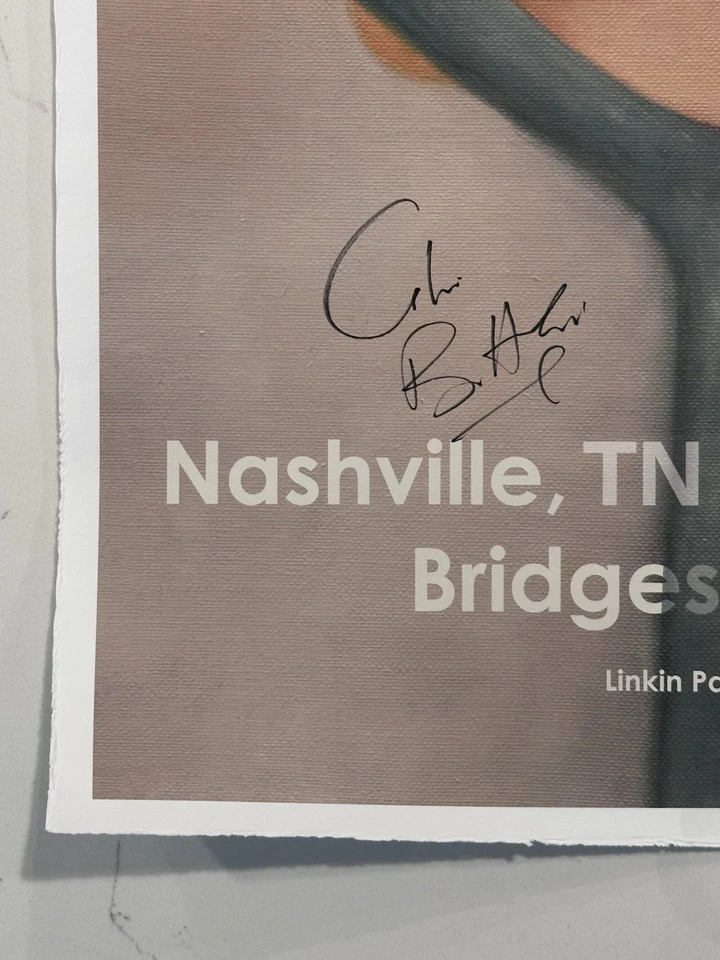 Nashville, TN
Bridges
Linkin Pa